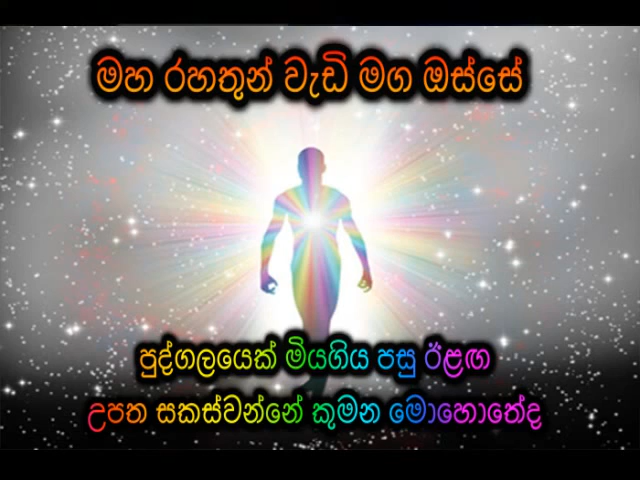 මහ රහතුන් වැඩි මග ඔස්සේ
පුද්ගලයෙක් මියගිය පසු ඊළඟ
උපත සකස්වන්නේ කුමන මොහොතේද